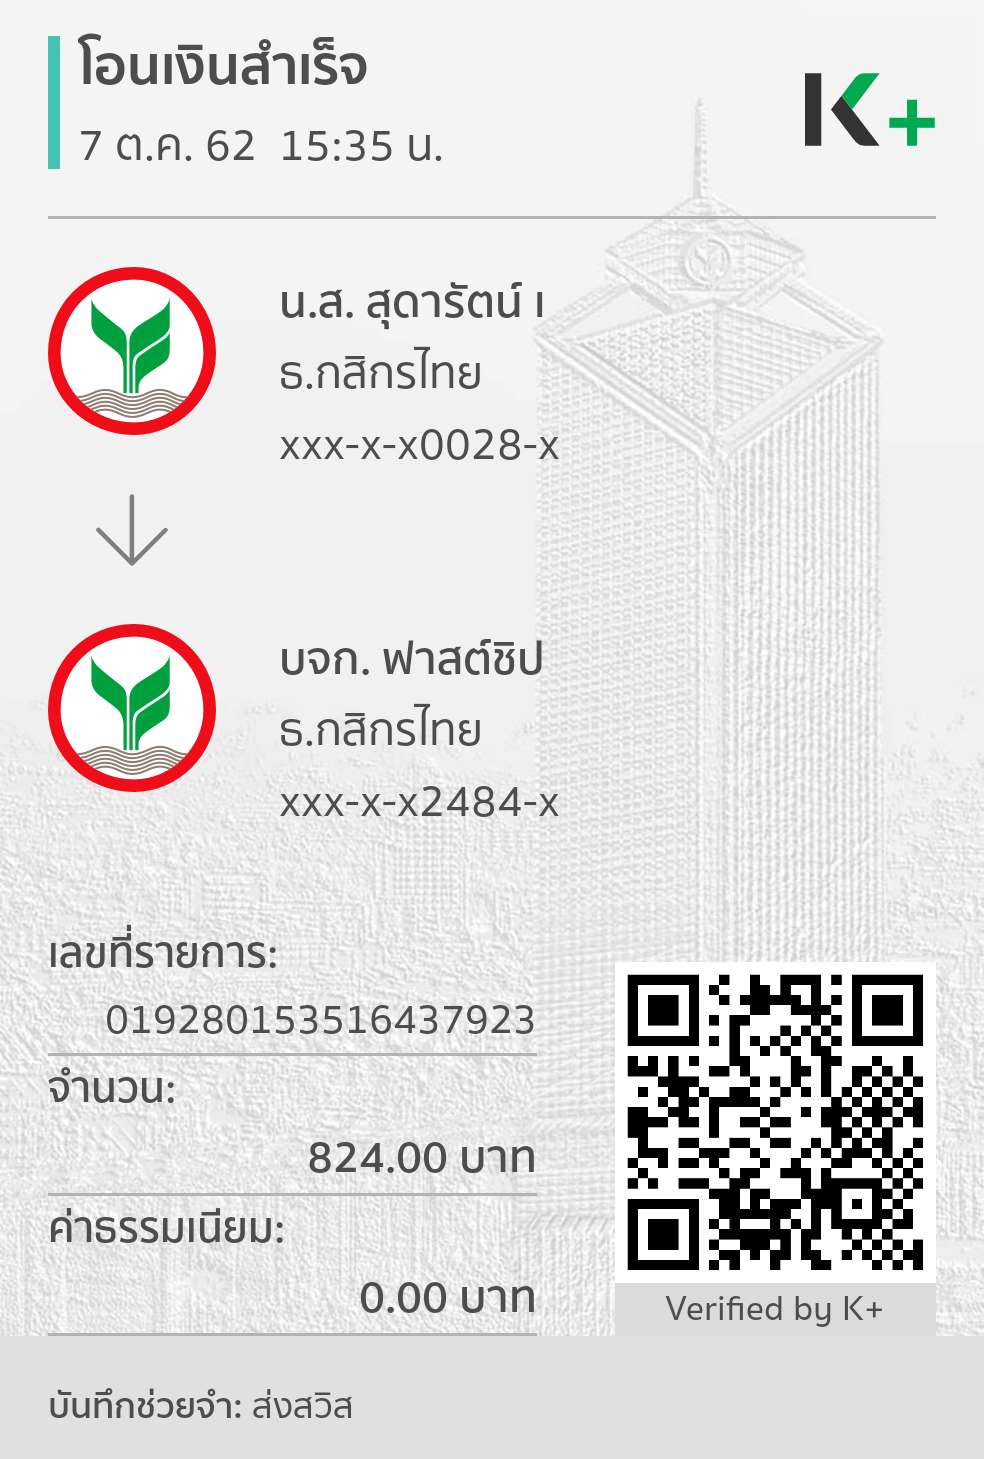 โอนเงินสำเร็จ
7 ต.ค. 62 15:35 น.
K+
น.ส. สุดารัตน์ เ
ธ.กสิกรไทย
xxx-x-x0028-x
บจก. ฟาสต์ชิป
ธ.กสิกรไทย
xxx-x-x2484-x
เลขที่รายการ:
019280153516437923
จำนวน:
824.00 บาท
ค่าธรรมเนียม:
0.00 บาท
Verified by K+
บันทึกช่วยจำ: ส่งสวิส